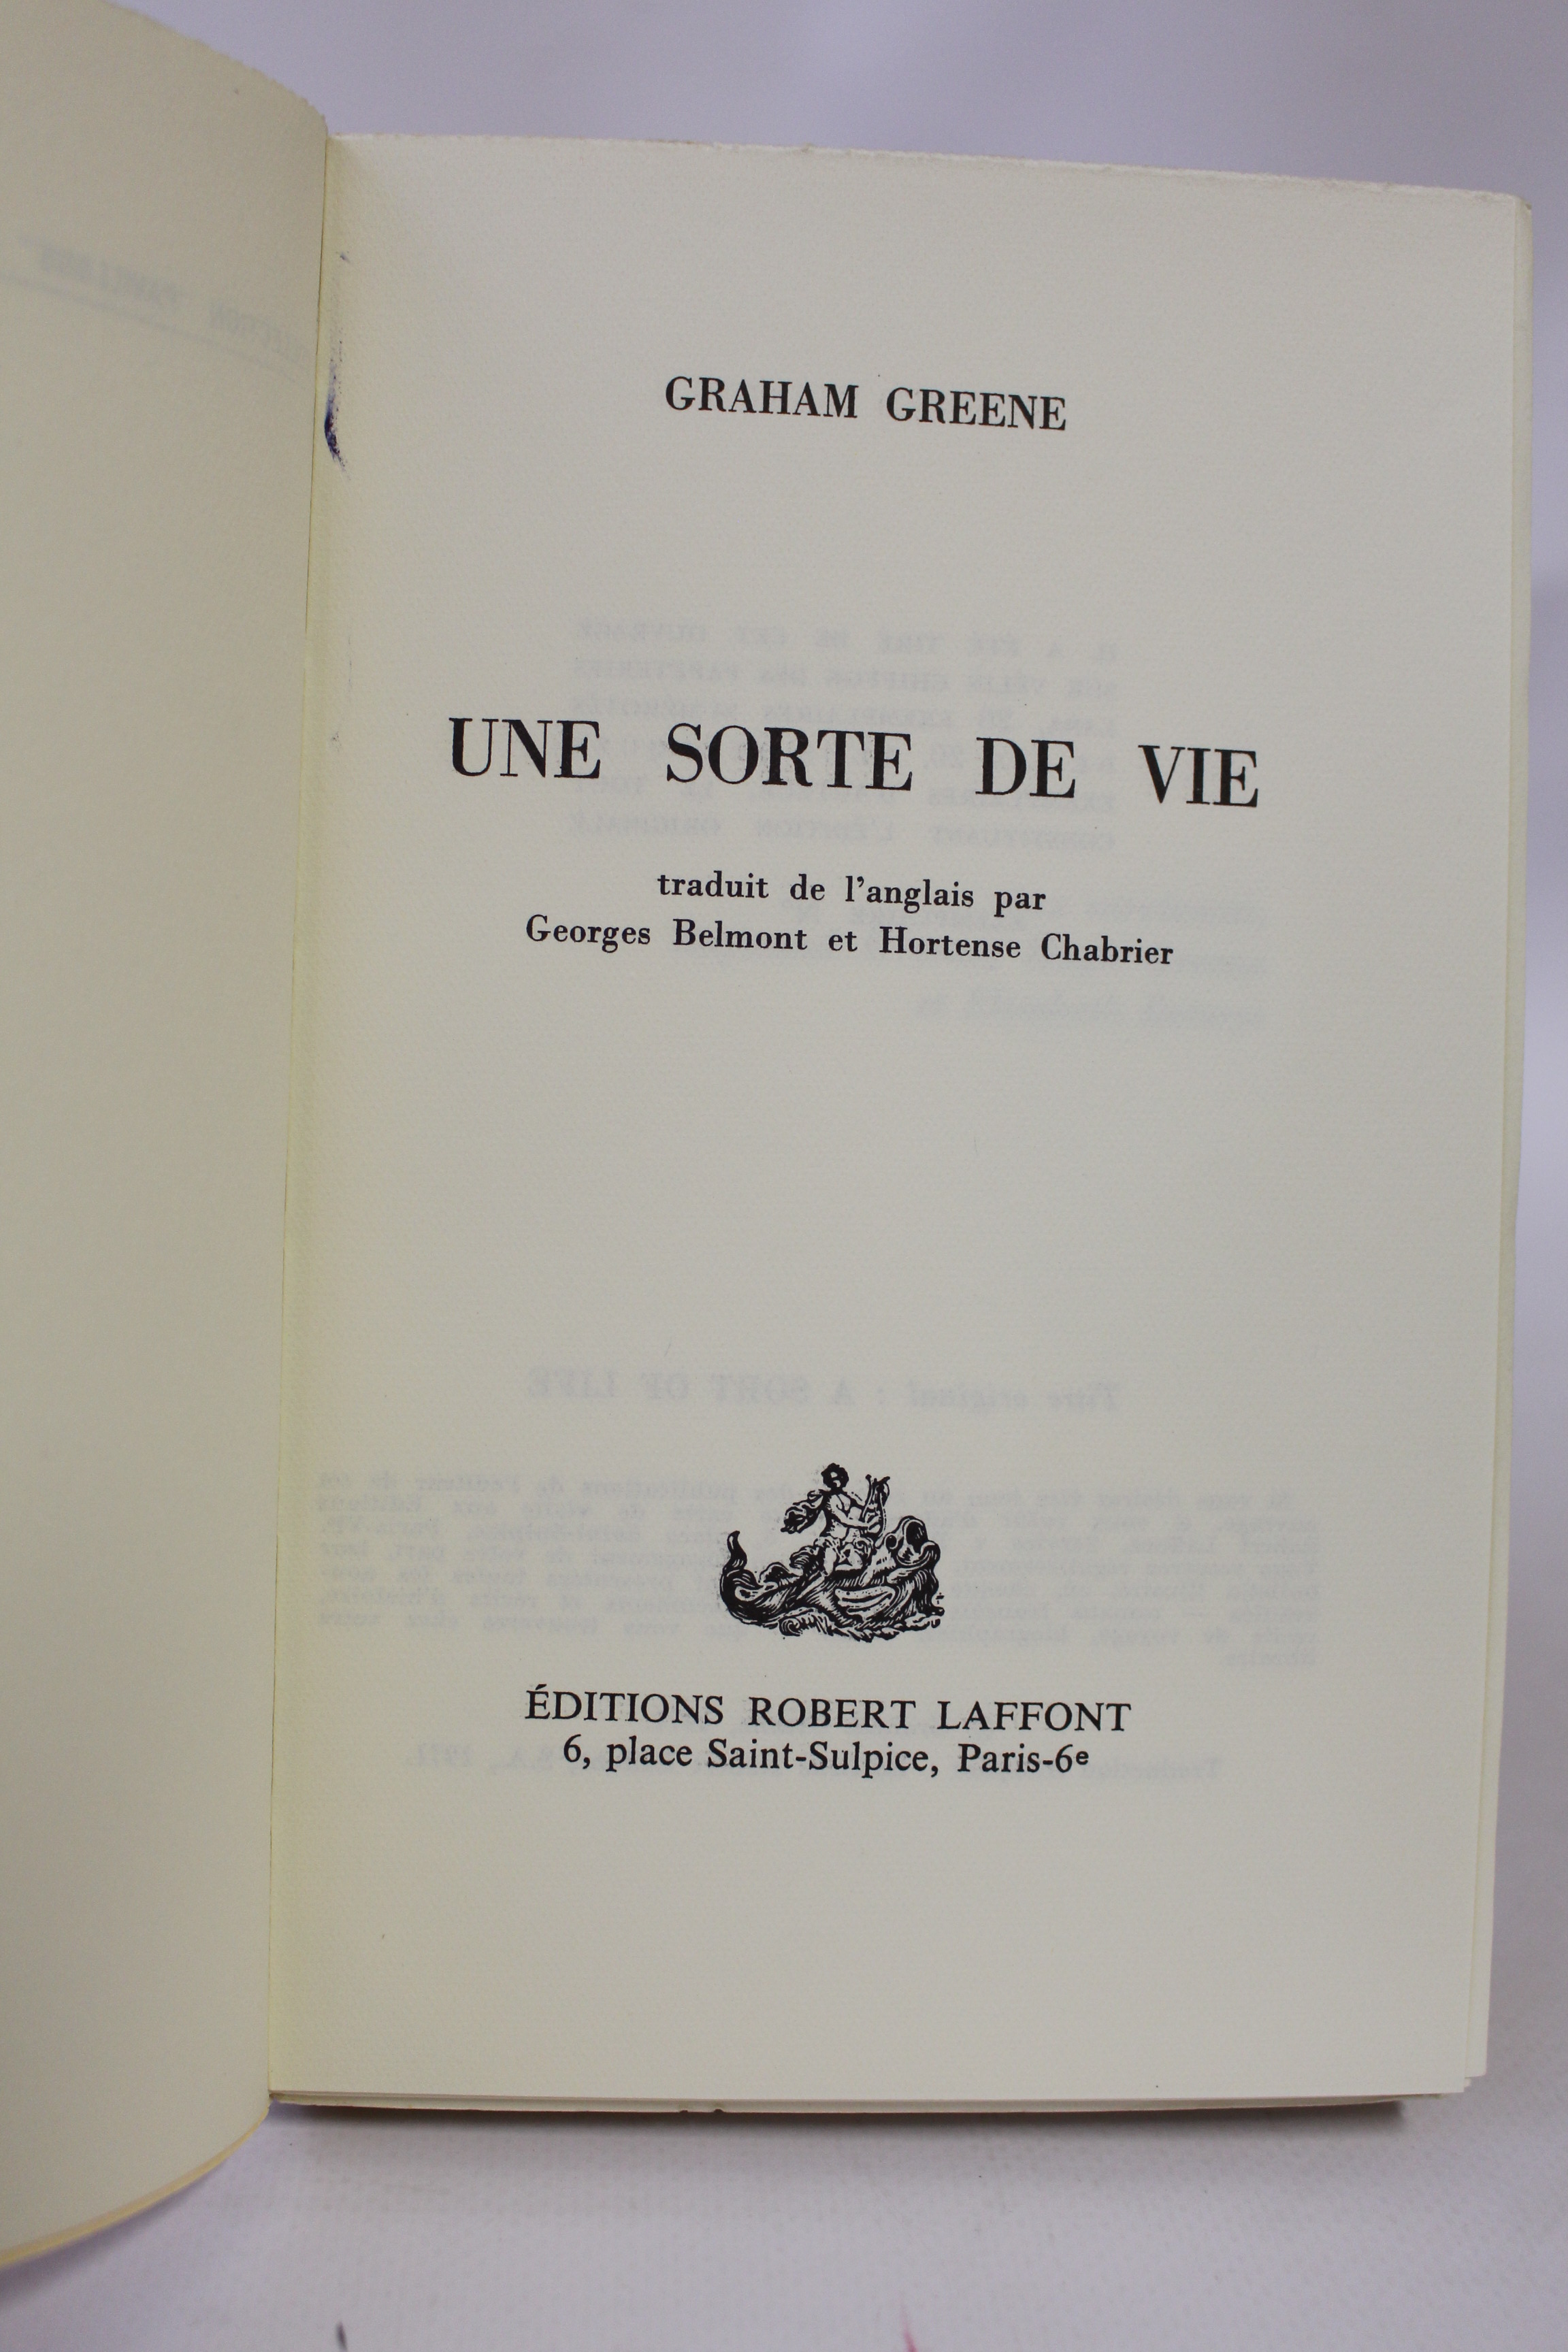 GRAHAM GREENE
UNE SORTE DE VIE
traduit de l'anglais par
Georges Belmont et Hortense Chabrier
ÉDITIONS ROBERT LAFFONT
6, place Saint-Sulpice, Paris-6e